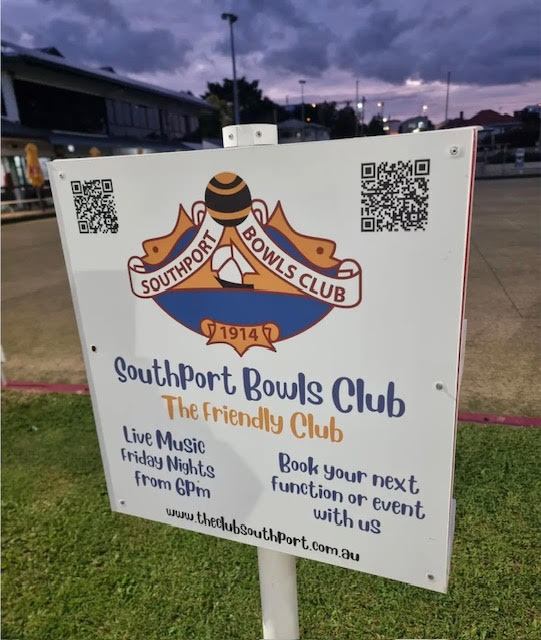 SOUTHPORT BOWLS CLUB
1914
Southport Bowls Club
The Friendly Club
Live Music
Friday Nights
from 6pm
Book your next
function or event
with us
www.theclubsouthport.com.au